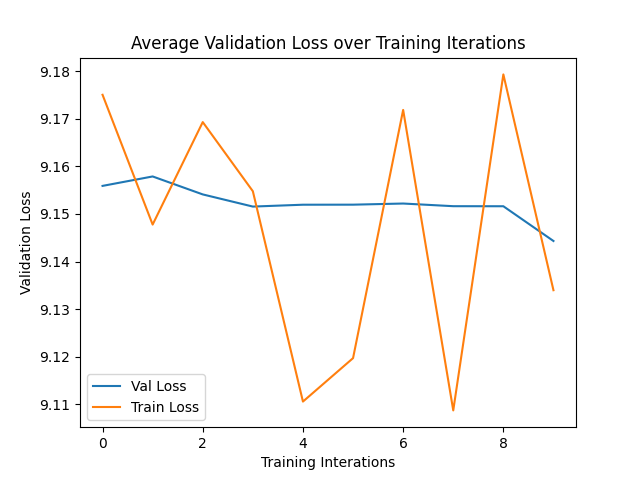 Average Validation Loss over Training Iterations
Validation Loss
9.18
9.17
9.16
9.15
9.14
9.13
9.12
9.11
Val Loss
Train Loss
0
2
4
6
8
Training Interations